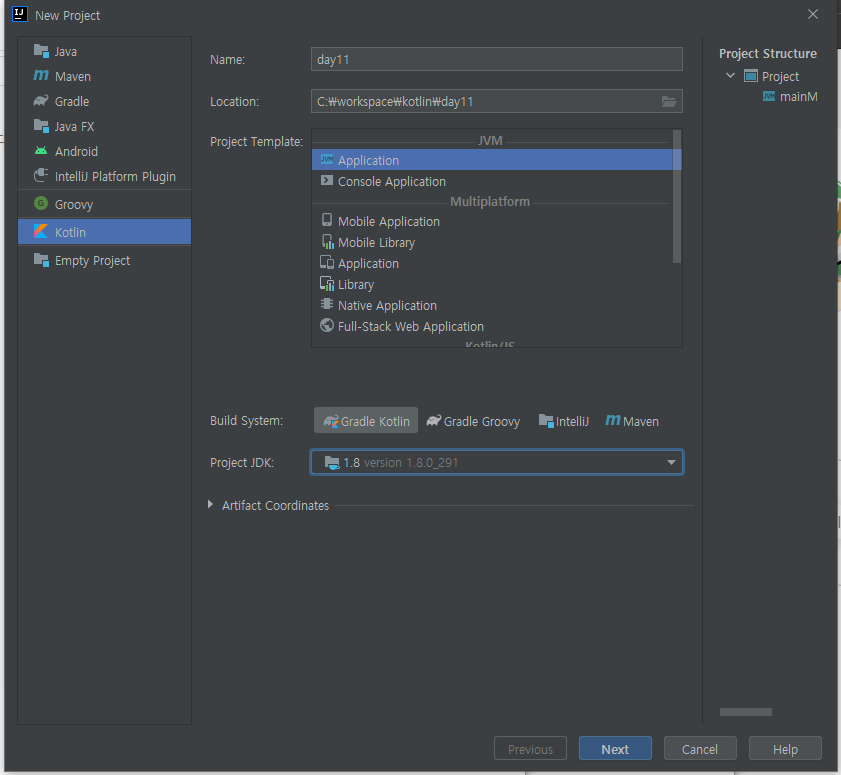 IJ New Project
Java
Maven
Gradle
Java FX
Android
IntelliJ Platform Plugin
Groovy
Kotlin
Empty Project
Name: day11
Location: C:₩workspace₩kotlin₩day11
Project Template:
JVM
Application
Console Application
Multiplatform
Mobile Application
Mobile Library
Application
Library
Native Application
Full-Stack Web Application
Kotlin/JS
Build System: Gradle Kotlin Gradle Groovy IntelliJ Maven
Project JDK: 1.8 version 1.8.0_291
Artifact Coordinates
Project Structure
Project
mainM
Previous Next Cancel Help